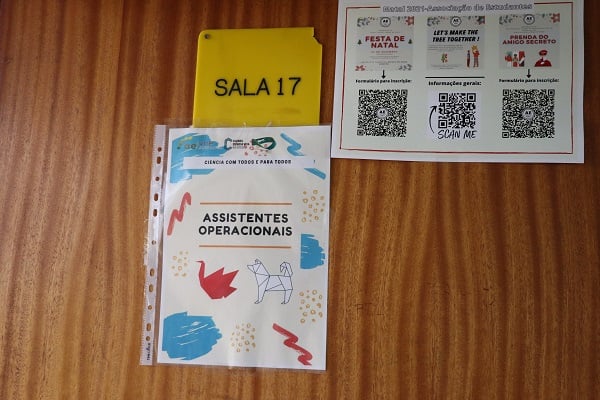 SALA 17
CIÊNCIA COM TODOS E PARA TODOS
ASSISTENTES
OPERACIONAIS
Natal 2021-Associação de Estudantes
FESTA DE
NATAL
Formulário para inscrição:
LET'S MAKE THE
TREE TOGETHER !
Informações gerais:
SCAN ME
PRENDA DO
AMIGO SECRETO
Formulário para inscrição: